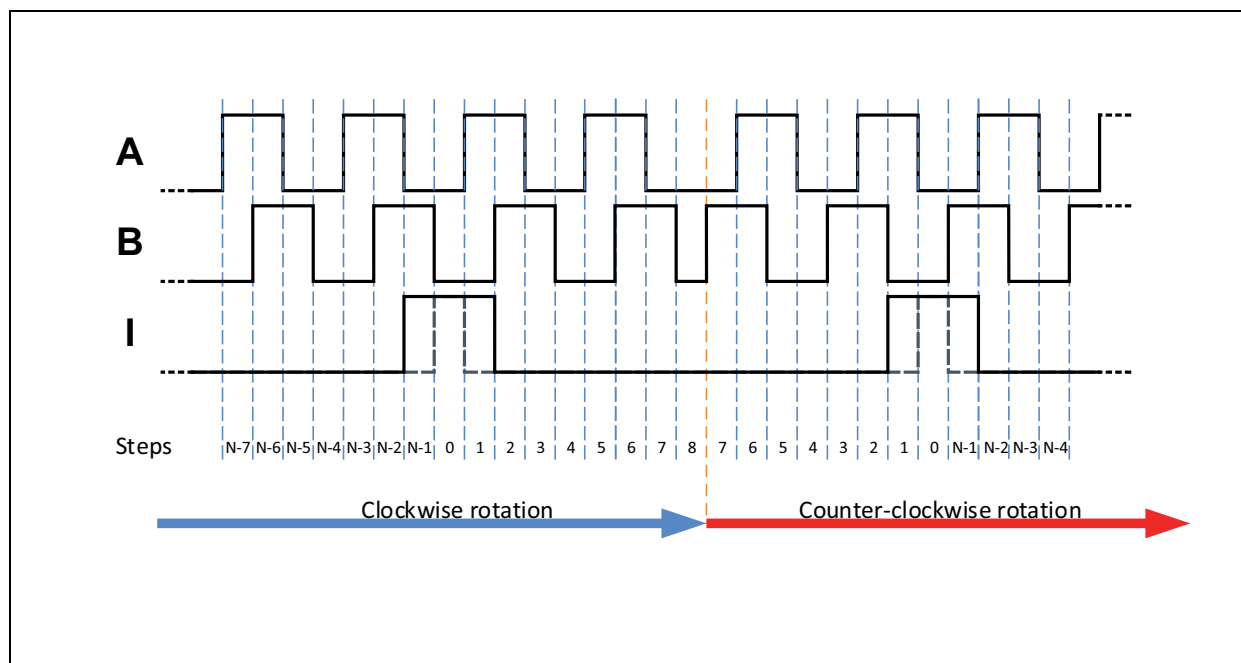 A
B
I
Steps N-7 N-6 N-5 N-4 N-3 N-2 N-1 0 1 2 3 4 5 6 7 8 7 6 5 4 3 2 1 0 N-1 N-2 N-3 N-4
Clockwise rotation Counter-clockwise rotation